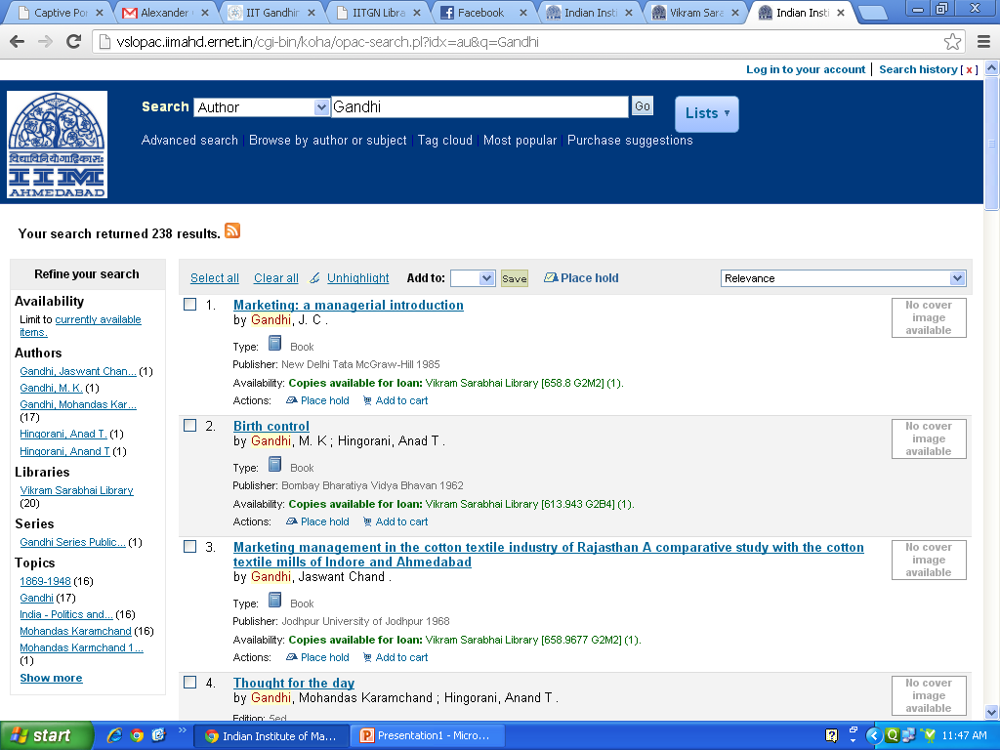 Captive Por
Alexander
IIT Gandhin
IITGN Libra
Facebook
Indian Insti
Vikram Sara
Indian Insti
vslopac.iimahd.ernet.in/cgi-bin/koha/opac-search.pl?idx=au&q=Gandhi
Log in to your account | Search history [ x ]
Search Author Gandhi Go Lists ▼
Advanced search | Browse by author or subject | Tag cloud | Most popular | Purchase suggestions
विद्याविनियोगाद्विकासः
IIM
AHMEDABAD
Your search returned 238 results.
Refine your search
Availability
Limit to currently available
items.
Authors
Gandhi, Jaswant Chan... (1)
Gandhi, M. K. (1)
Gandhi, Mohandas Kar...
(17)
Hingorani, Anad T. (1)
Hingorani, Anand T (1)
Libraries
Vikram Sarabhai Library
(20)
Series
Gandhi Series Public... (1)
Topics
1869-1948 (16)
Gandhi (17)
India - Politics and... (16)
Mohandas Karamchand (16)
Mohandas Karmchand 1...
(1)
Show more
Select all Clear all Unhighlight Add to: Save Place hold Relevance
1. Marketing: a managerial introduction
by Gandhi, J. C .
Type: Book
Publisher: New Delhi Tata McGraw-Hill 1985
Availability: Copies available for loan: Vikram Sarabhai Library [658.8 G2M2] (1).
Actions: Place hold Add to cart
No cover
image
available
2. Birth control
by Gandhi, M. K ; Hingorani, Anad T .
Type: Book
Publisher: Bombay Bharatiya Vidya Bhavan 1962
Availability: Copies available for loan: Vikram Sarabhai Library [613.943 G2B4] (1).
Actions: Place hold Add to cart
No cover
image
available
3. Marketing management in the cotton textile industry of Rajasthan A comparative study with the cotton
textile mills of Indore and Ahmedabad
by Gandhi, Jaswant Chand .
Type: Book
Publisher: Jodhpur University of Jodhpur 1968
Availability: Copies available for loan: Vikram Sarabhai Library [658.9677 G2M2] (1).
Actions: Place hold Add to cart
No cover
image
available
4. Thought for the day
by Gandhi, Mohandas Karamchand ; Hingorani, Anand T .
Edition: 5ed.
No cover
image
available
start
Indian Institute of Ma...
Presentation1 - Micro...
11:47 AM